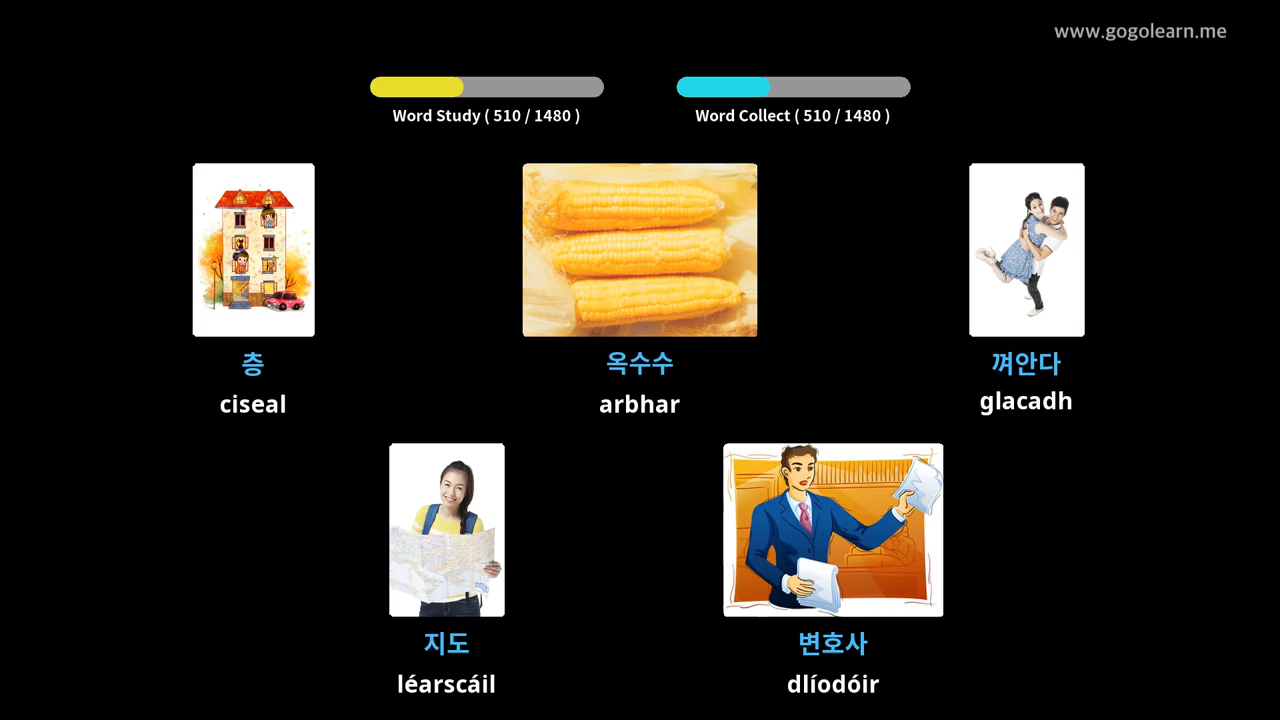 www.gogolearn.me
Word Study ( 510 / 1480 )
Word Collect ( 510 / 1480 )
층
ciseal
옥수수
arbhar
껴안다
glacadh
지도
léarscáil
변호사
dlíodóir